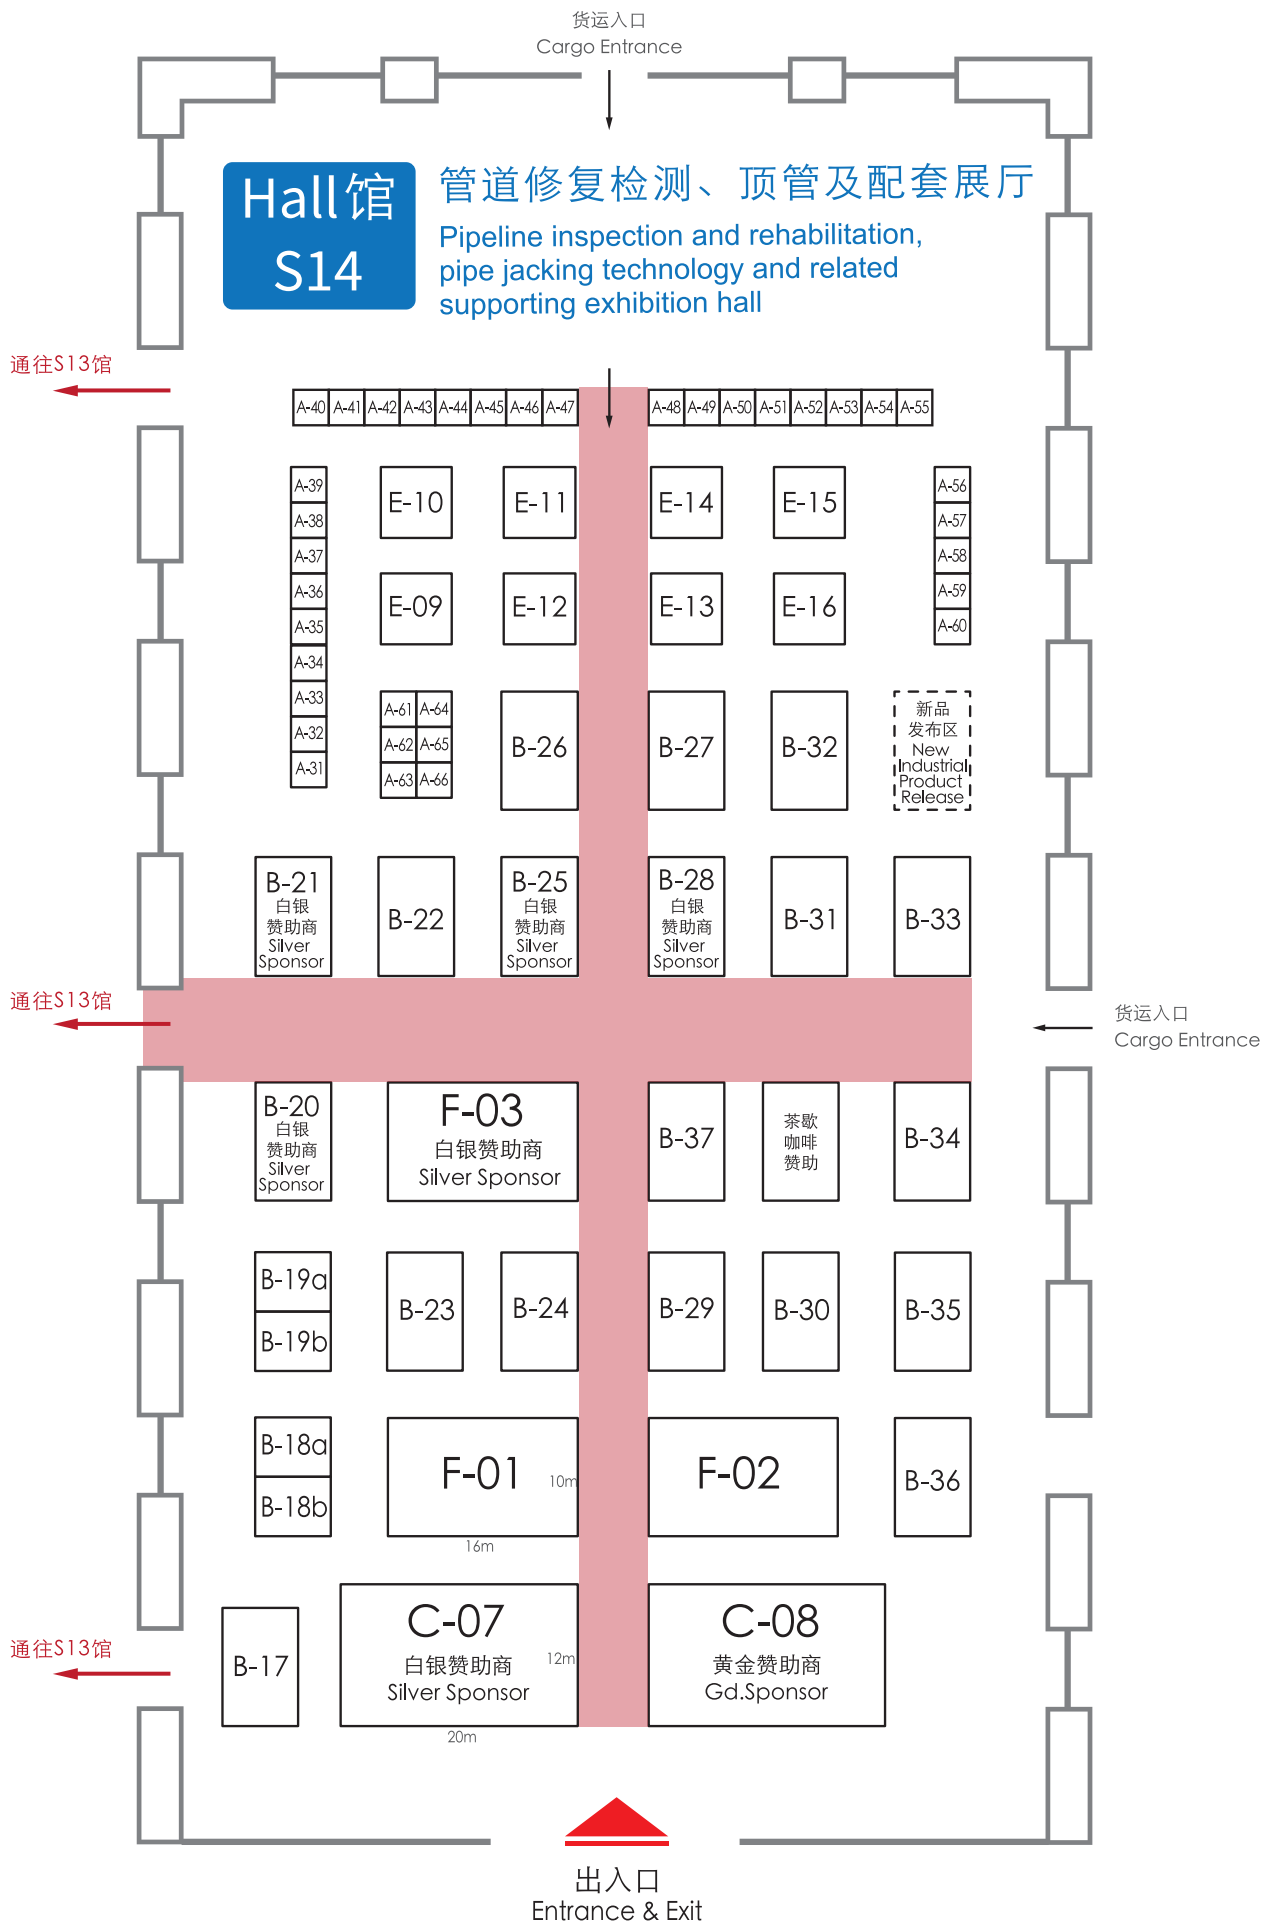 货运入口
Cargo Entrance
Hall馆
S14
管道修复检测、顶管及配套展厅
Pipeline inspection and rehabilitation,
pipe jacking technology and related
supporting exhibition hall
通往S13馆
A-40 A-41 A-42 A-43 A-44 A-45 A-46 A-47 A-48 A-49 A-50 A-51 A-52 A-53 A-54 A-55
A-39
A-38
A-37
A-36
A-35
A-34
A-33
A-32
A-31
E-10 E-11 E-14 E-15
E-09 E-12 E-13 E-16
A-56
A-57
A-58
A-59
A-60
A-61 A-64
A-62 A-65
A-63 A-66
B-26 B-27 B-32
新品
发布区
New
Industrial
Product
Release
B-21
白银
赞助商
Silver
Sponsor
B-22
B-25
白银
赞助商
Silver
Sponsor
B-28
白银
赞助商
Silver
Sponsor
B-31
B-33
通往S13馆
货运入口
Cargo Entrance
B-20
白银
赞助商
Silver
Sponsor
F-03
白银赞助商
Silver Sponsor
B-37
茶歇
咖啡
赞助
B-34
B-19a
B-19b
B-23 B-24 B-29 B-30 B-35
B-18a
B-18b
F-01
10m
16m
F-02
B-36
通往S13馆
B-17
C-07
白银赞助商
Silver Sponsor
12m
20m
C-08
黄金赞助商
Gd.Sponsor
出入口
Entrance & Exit